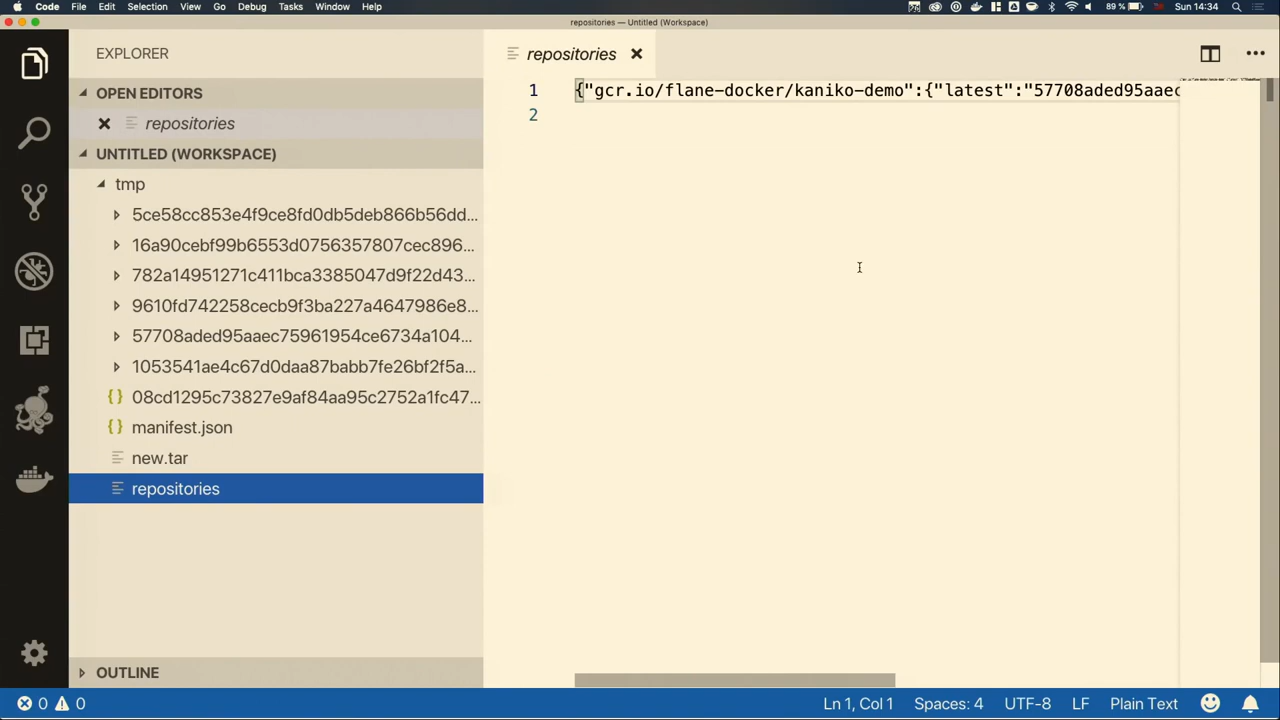 Code File Edit Selection View Go Debug Tasks Window Help 89 % Sun 14:34
repositories — Untitled (Workspace)
EXPLORER
repositories
OPEN EDITORS
repositories
UNTITLED (WORKSPACE)
tmp
5ce58cc853e4f9ce8fd0db5deb866b56dd...
16a90cebf99b6553d0756357807cec896...
782a14951271c411bca3385047d9f22d43...
9610fd742258cecb9f3ba227a4647986e8...
57708aded95aaec75961954ce6734a104...
1053541ae4c67d0daa87babb7fe26bf2f5a...
08cd1295c73827e9af84aa95c2752a1fc47...
manifest.json
new.tar
repositories
OUTLINE
1 {"gcr.io/flane-docker/kaniko-demo":{"latest":"57708aded95aaec
2
0 0 Ln 1, Col 1 Spaces: 4 UTF-8 LF Plain Text